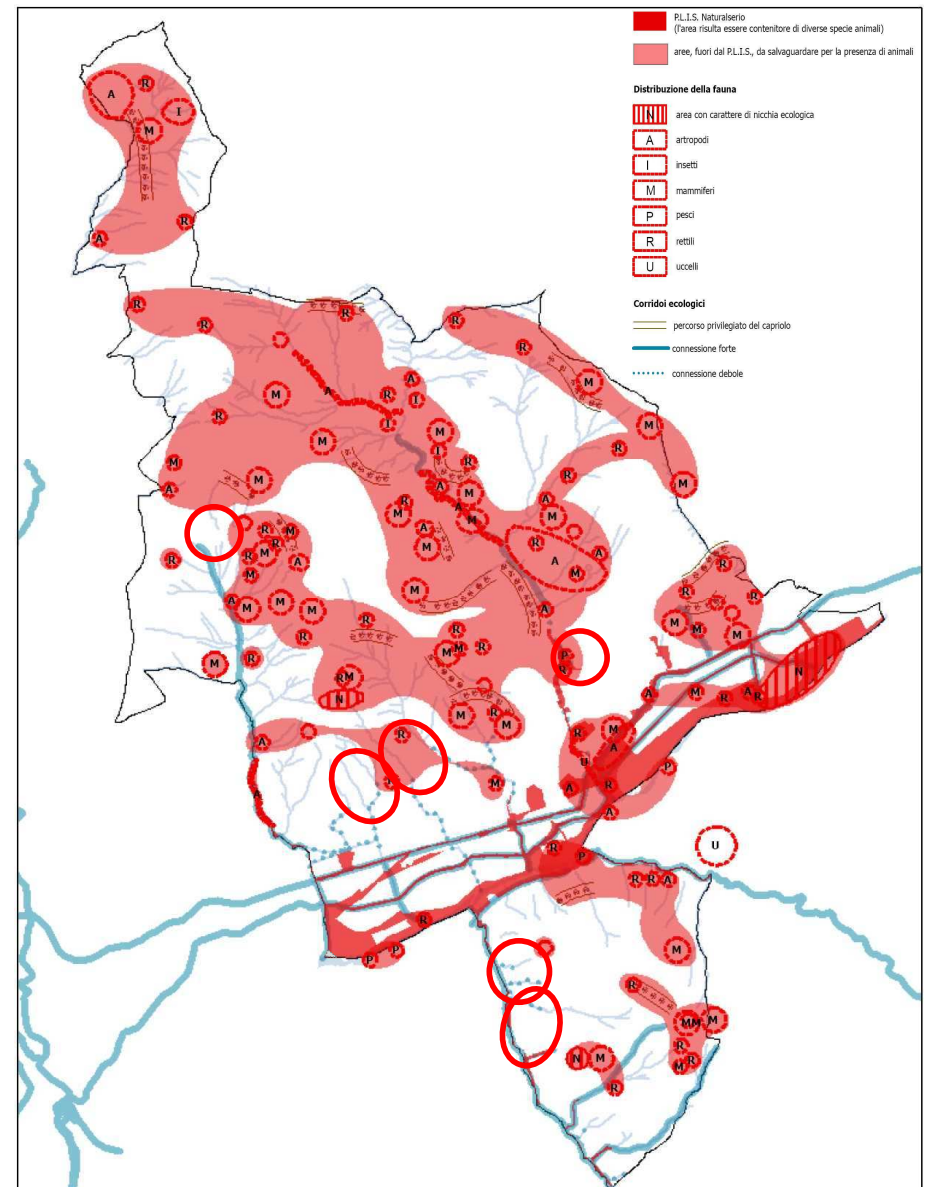 P.L.I.S. Naturalserio
(l'area risulta essere contenitore di diverse specie animali)
aree, fuori dal P.L.I.S., da salvaguardare per la presenza di animali
Distribuzione della fauna
N area con carattere di nicchia ecologica
A artropodi
I insetti
M mammiferi
P pesci
R rettili
U uccelli
Corridoi ecologici
percorso privilegiato del capriolo
connessione forte
connessione debole
A R I
M
R
A
R
R R
R
A
M R I
A
R I
M
M I R
M M
A M
R A
M R A
M
R
M
R
M
R
M
M
R
A
M
R A
A
M
A
M
R M
R R
M
M
A M M M
R
R
A
R
M M R
P
R
M R
R M
N
M R
M
A
R
M
A
R
R
R
M M
M
A M R A R
N
R M
A
U
A R
P
A
R P
U
R R A
M
R
P P
R
M M M
R
M R
N M
R